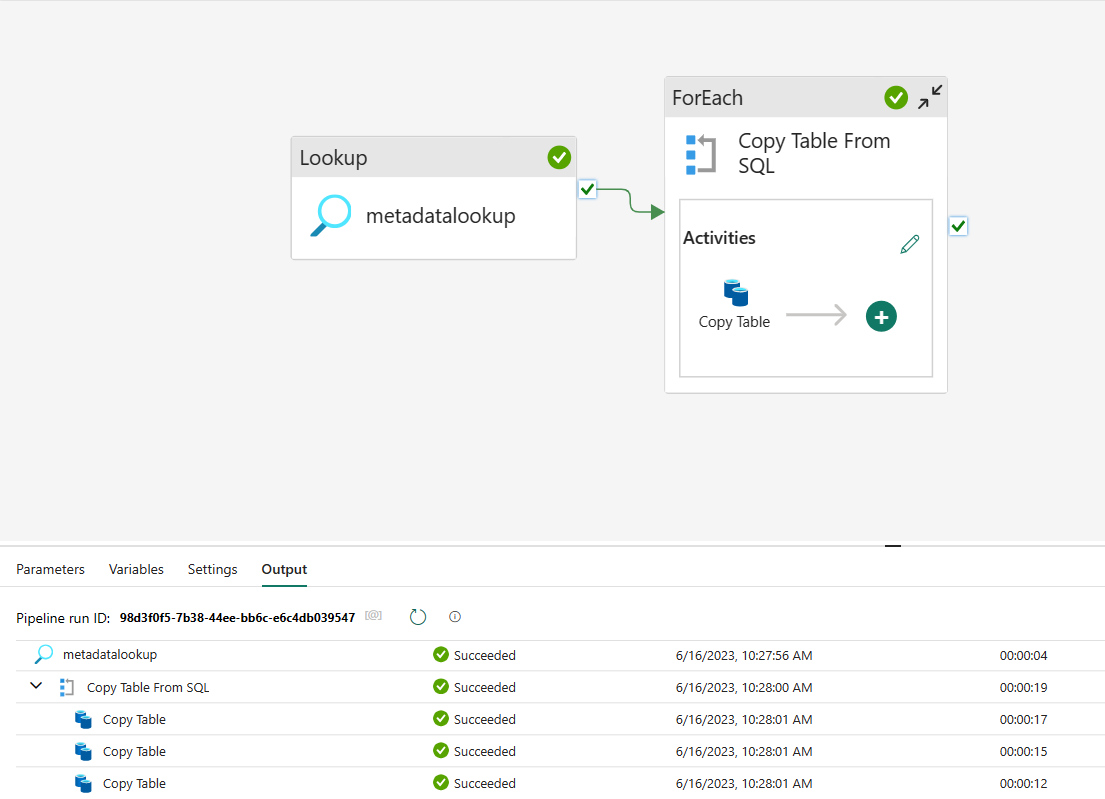 ForEach
Copy Table From
SQL
Lookup
metadatalookup
Activities
Copy Table
Parameters Variables Settings Output
Pipeline run ID: 98d3f0f5-7b38-44ee-bb6c-e6c4db039547 [@]
metadatalookup Succeeded 6/16/2023, 10:27:56 AM 00:00:04
Copy Table From SQL Succeeded 6/16/2023, 10:28:00 AM 00:00:19
Copy Table Succeeded 6/16/2023, 10:28:01 AM 00:00:17
Copy Table Succeeded 6/16/2023, 10:28:01 AM 00:00:15
Copy Table Succeeded 6/16/2023, 10:28:01 AM 00:00:12